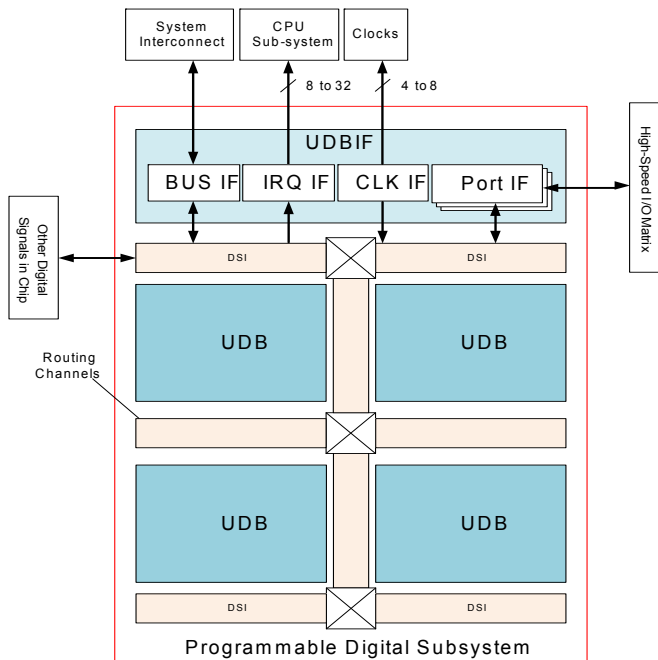 System
Interconnect
CPU
Sub-system
Clocks
8 to 32
4 to 8
High-Speed I/O Matrix
UDBIF
BUS IF
IRQ IF
CLK IF
Port IF
Other Digital
Signals in Chip
DSI
DSI
UDB
UDB
Routing
Channels
UDB
UDB
DSI
DSI
Programmable Digital Subsystem